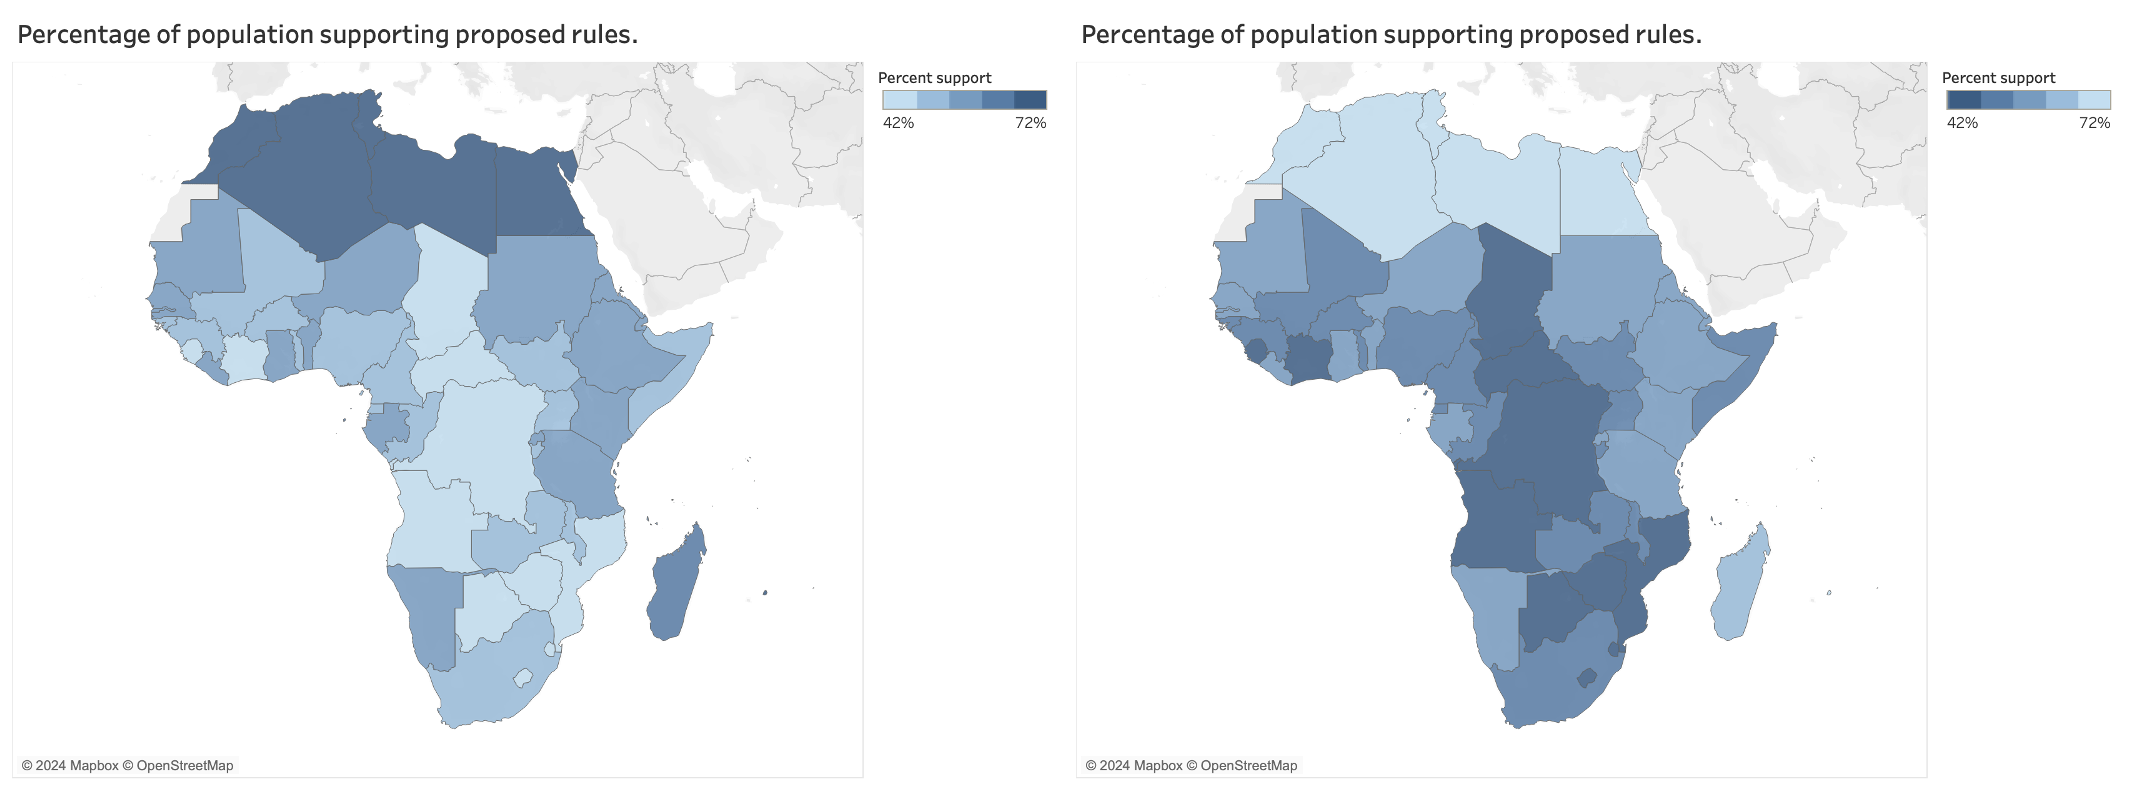 Percentage of population supporting proposed rules.
Percent support
42% 72%
© 2024 Mapbox © OpenStreetMap
Percentage of population supporting proposed rules.
Percent support
42% 72%
© 2024 Mapbox © OpenStreetMap